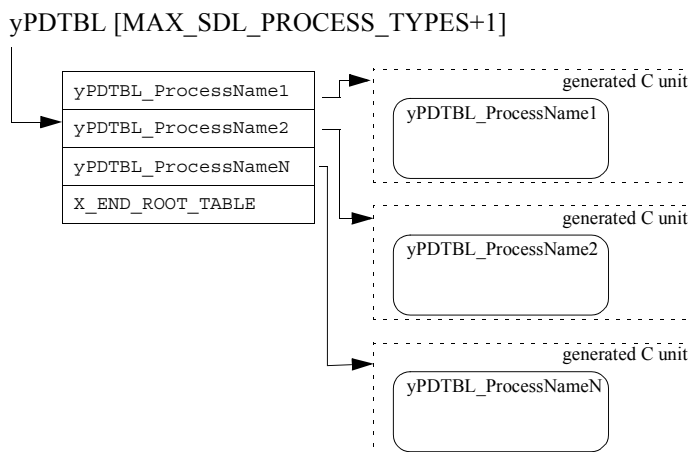 yPDTBL [MAX_SDL_PROCESS_TYPES+1]
yPDTBL_ProcessName1
yPDTBL_ProcessName2
yPDTBL_ProcessNameN
X_END_ROOT_TABLE
generated C unit
yPDTBL_ProcessName1
generated C unit
yPDTBL_ProcessName2
generated C unit
yPDTBL_ProcessNameN